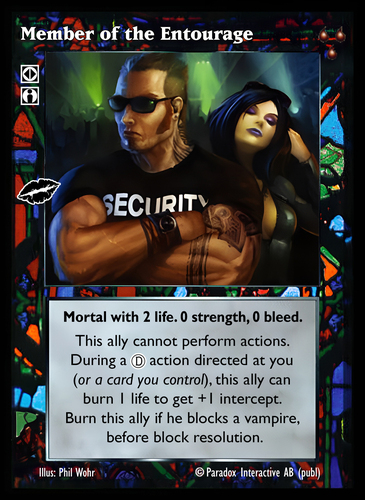 Member of the Entourage
SECURITY
Mortal with 2 life. 0 strength, 0 bleed.
This ally cannot perform actions.
During a Ⓓ action directed at you
(or a card you control), this ally can
burn 1 life to get +1 intercept.
Burn this ally if he blocks a vampire,
before block resolution.
Illus: Phil Wohr
© Paradox Interactive AB (publ)